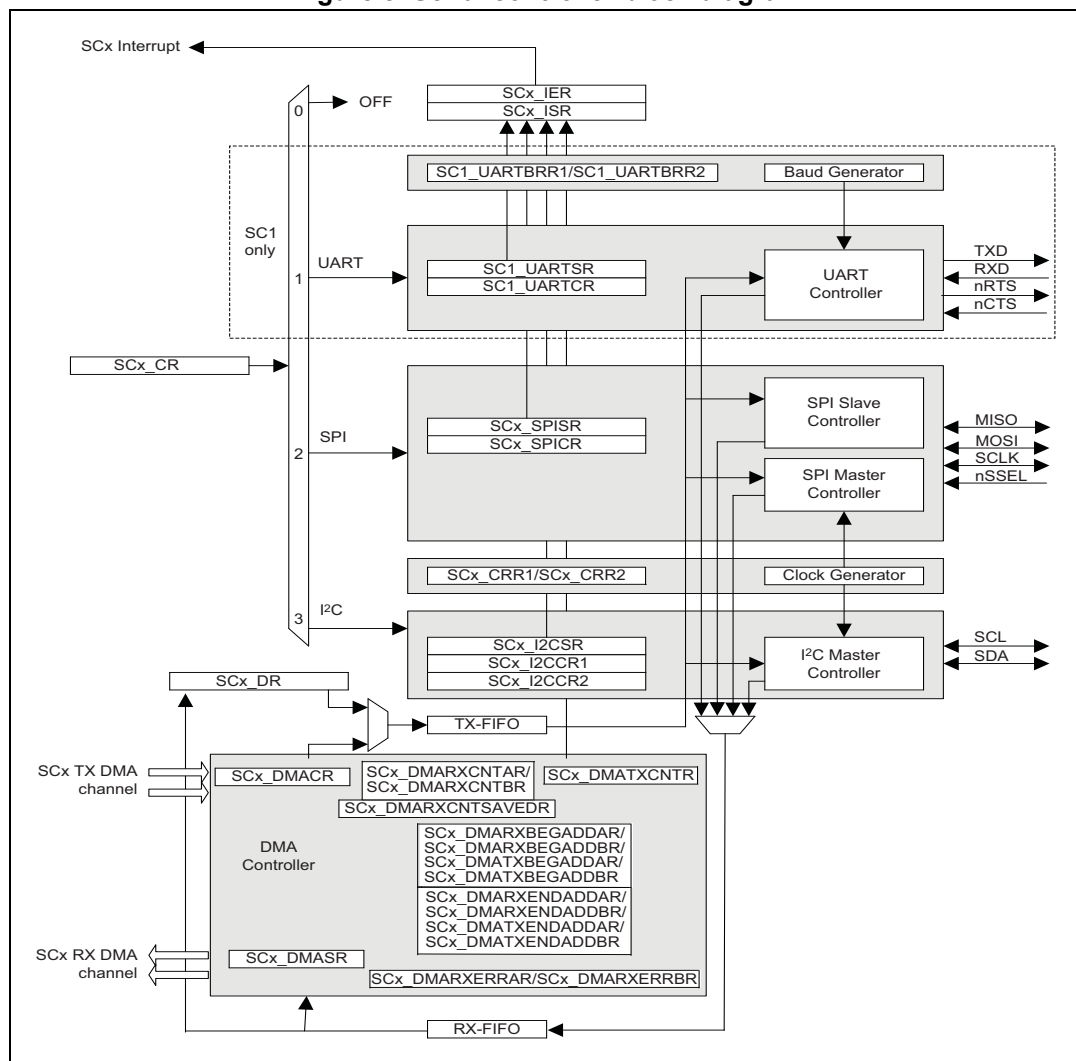 SCx Interrupt
SCx_IER
SCx_ISR
0
OFF
SC1_UARTBRR1/SC1_UARTBRR2
Baud Generator
SC1
only
UART
1
SC1_UARTSR
SC1_UARTCR
UART
Controller
TXD
RXD
nRTS
nCTS
SCx_CR
SPI
2
SCx_SPISR
SCx_SPICR
SPI Slave
Controller
SPI Master
Controller
MISO
MOSI
SCLK
nSSEL
SCx_CRR1/SCx_CRR2
Clock Generator
I²C
3
SCx_I2CSR
SCx_I2CCR1
SCx_I2CCR2
I²C Master
Controller
SCL
SDA
SCx_DR
TX-FIFO
SCx TX DMA
channel
SCx_DMACR
SCx_DMARXCNTAR/
SCx_DMARXCNTBR
SCx_DMATXCNTR
SCx_DMARXCNTSAVEDR
DMA
Controller
SCx_DMARXBEGADDAR/
SCx_DMARXBEGADDBR/
SCx_DMATXBEGADDAR/
SCx_DMATXBEGADDBR
SCx_DMARXENDADDAR/
SCx_DMARXENDADDBR/
SCx_DMATXENDADDAR/
SCx_DMATXENDADDBR
SCx RX DMA
channel
SCx_DMASR
SCx_DMARXERRAR/SCx_DMARXERRBR
RX-FIFO